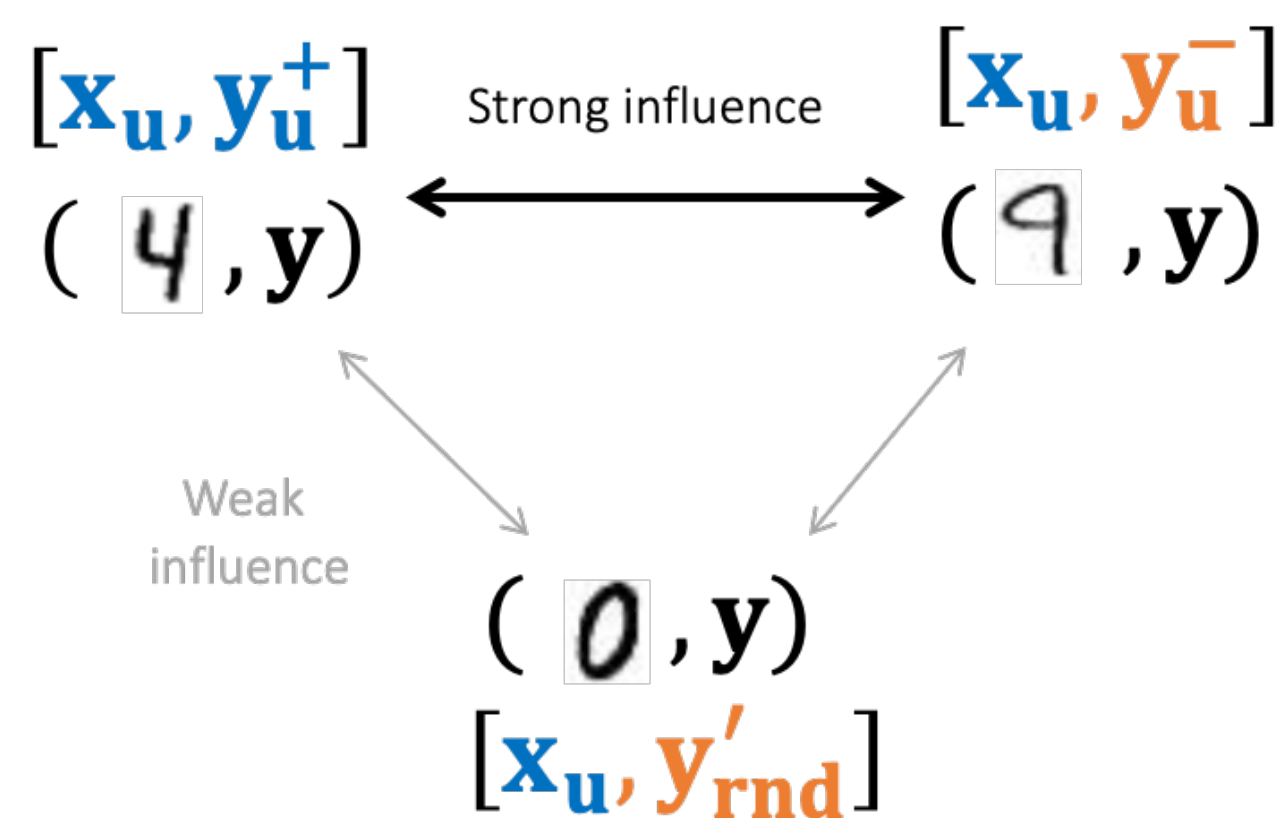 [x_u, y_u^+]
Strong influence
[x_u, y_u^-]
( 4 , y)
( 9 , y)
Weak
influence
( 0 , y)
[x_u, y'_rnd]